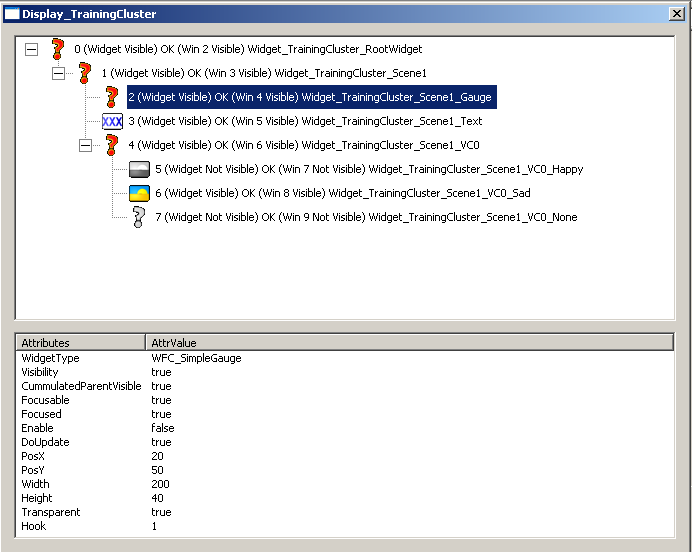 Display_TrainingCluster
0 (Widget Visible) OK (Win 2 Visible) Widget_TrainingCluster_RootWidget
1 (Widget Visible) OK (Win 3 Visible) Widget_TrainingCluster_Scene1
2 (Widget Visible) OK (Win 4 Visible) Widget_TrainingCluster_Scene1_Gauge
XXX 3 (Widget Visible) OK (Win 5 Visible) Widget_TrainingCluster_Scene1_Text
4 (Widget Visible) OK (Win 6 Visible) Widget_TrainingCluster_Scene1_VC0
5 (Widget Not Visible) OK (Win 7 Not Visible) Widget_TrainingCluster_Scene1_VC0_Happy
6 (Widget Visible) OK (Win 8 Visible) Widget_TrainingCluster_Scene1_VC0_Sad
7 (Widget Not Visible) OK (Win 9 Not Visible) Widget_TrainingCluster_Scene1_VC0_None
Attributes AttrValue
WidgetType WFC_SimpleGauge
Visibility true
CummulatedParentVisible true
Focusable true
Focused true
Enable false
DoUpdate true
PosX 20
PosY 50
Width 200
Height 40
Transparent true
Hook 1